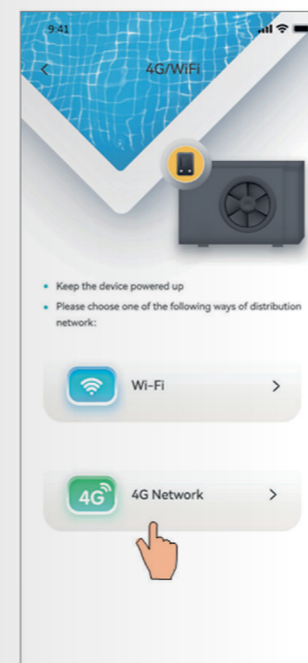 9:41
4G/WiFi
• Keep the device powered up
• Please choose one of the following ways of distribution
network:
Wi-Fi
4G
4G Network